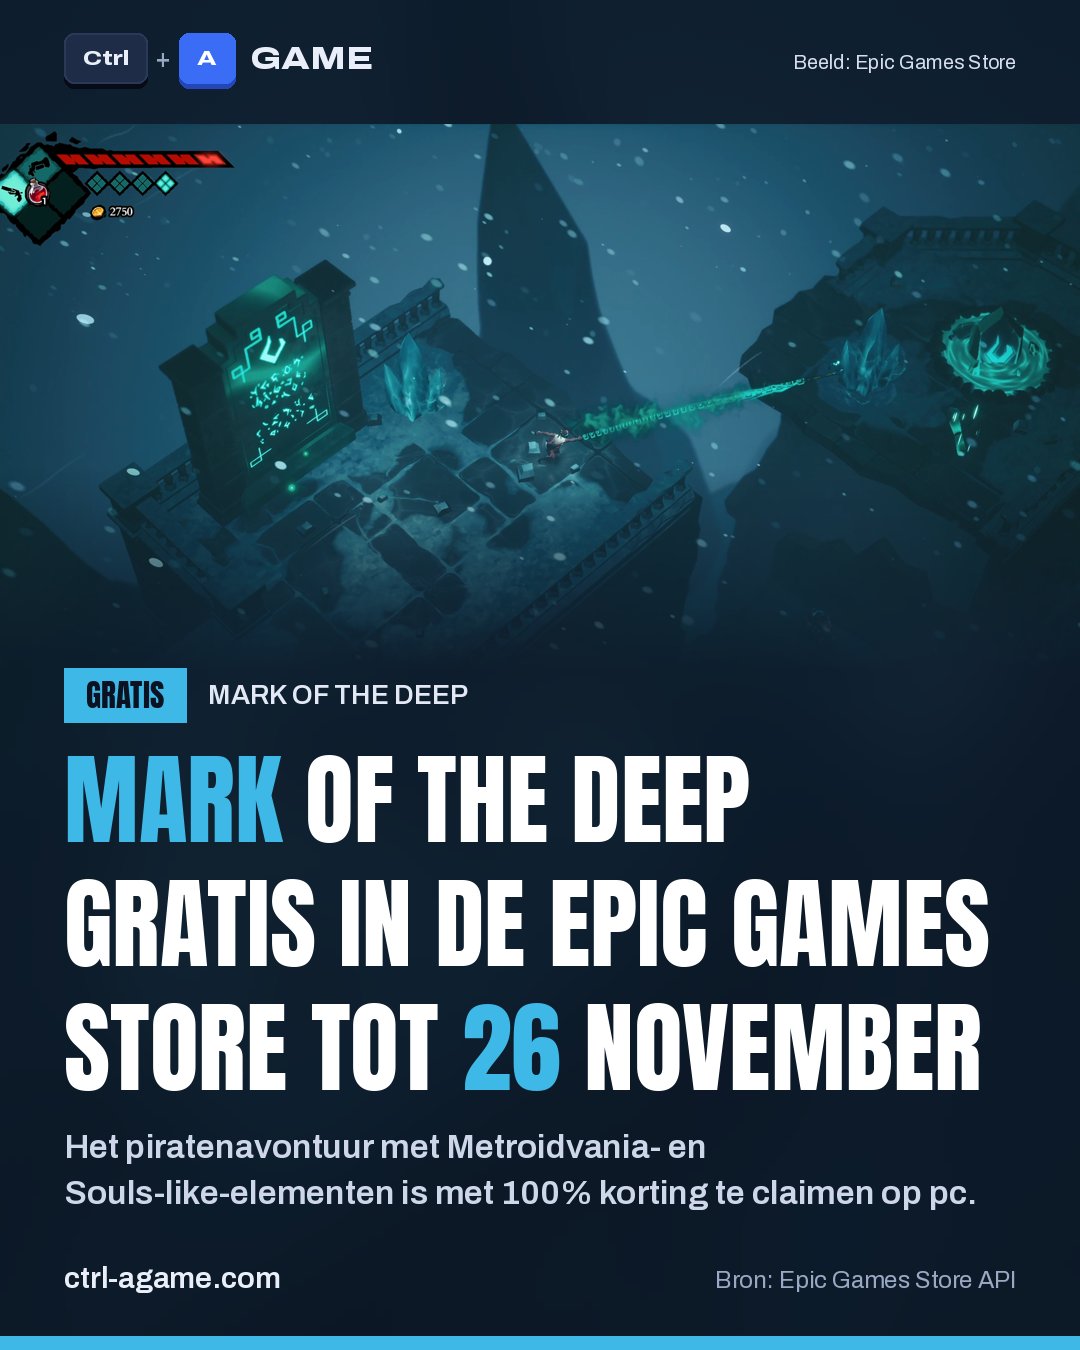 Ctrl + A GAME
Beeld: Epic Games Store
2750
1
GRATIS MARK OF THE DEEP
MARK OF THE DEEP
GRATIS IN DE EPIC GAMES
STORE TOT 26 NOVEMBER
Het piratenavontuur met Metroidvania- en
Souls-like-elementen is met 100% korting te claimen op pc.
ctrl-agame.com
Bron: Epic Games Store API